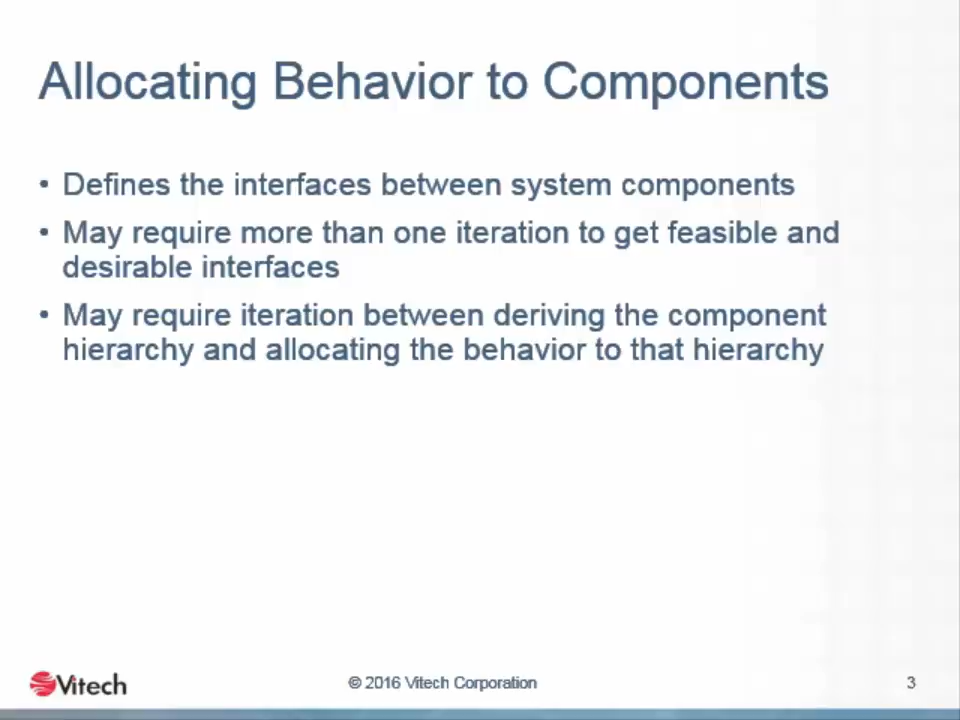 Allocating Behavior to Components
• Defines the interfaces between system components
• May require more than one iteration to get feasible and
desirable interfaces
• May require iteration between deriving the component
hierarchy and allocating the behavior to that hierarchy
Vitech
© 2016 Vitech Corporation
3